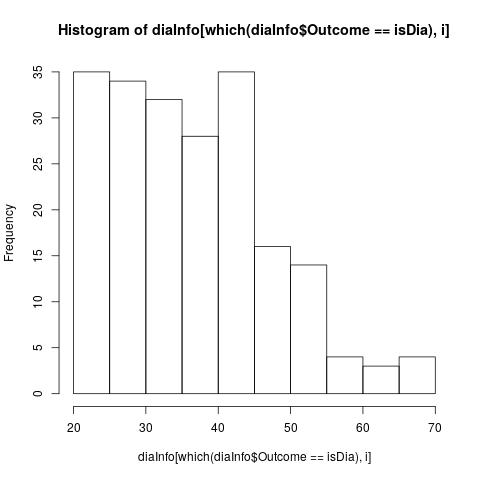 Histogram of diaInfo[which(diaInfo$Outcome == isDia), i]
Frequency
35
30
25
20
15
10
5
0
20 30 40 50 60 70
diaInfo[which(diaInfo$Outcome == isDia), i]